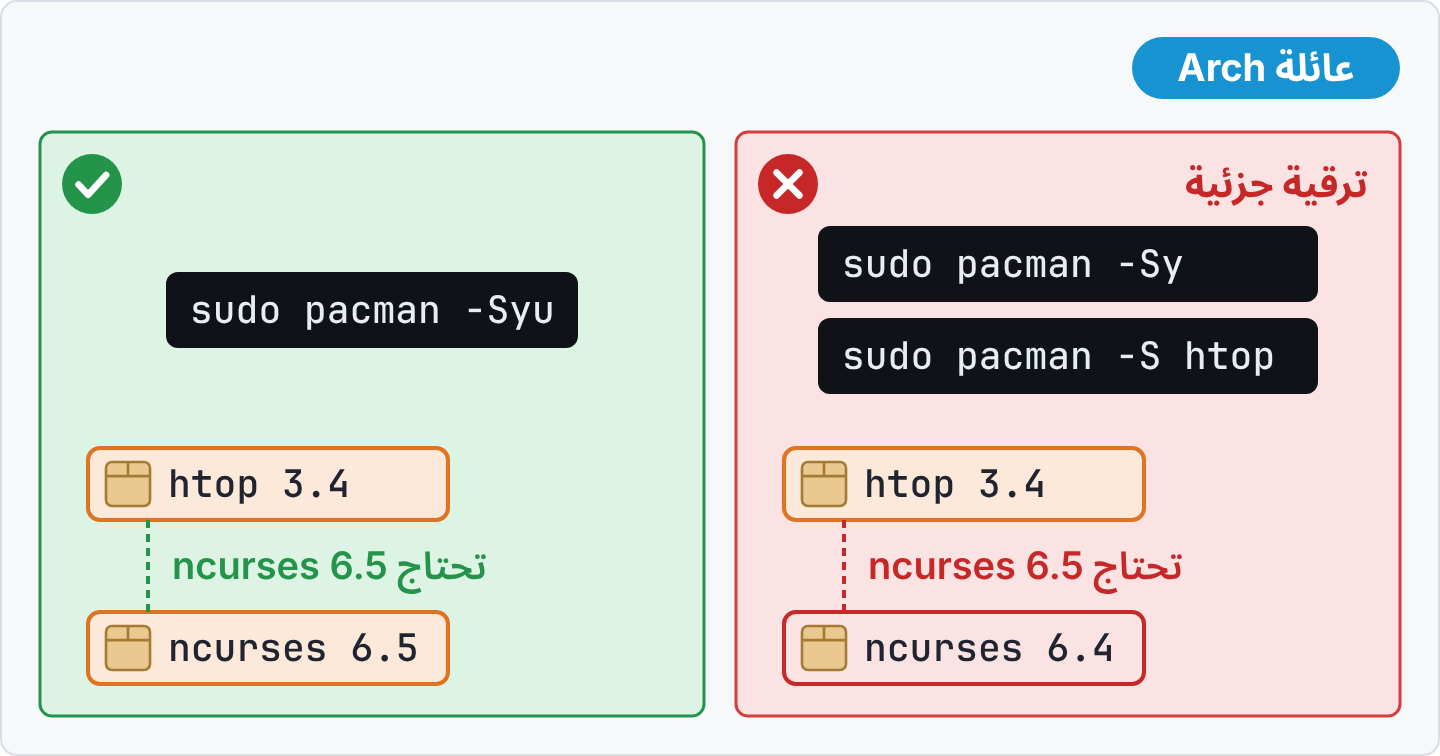 عائلة Arch
ترقية جزئية
sudo pacman -Sy
sudo pacman -S htop
htop 3.4
تحتاج ncurses 6.5
ncurses 6.4
sudo pacman -Syu
htop 3.4
تحتاج ncurses 6.5
ncurses 6.5